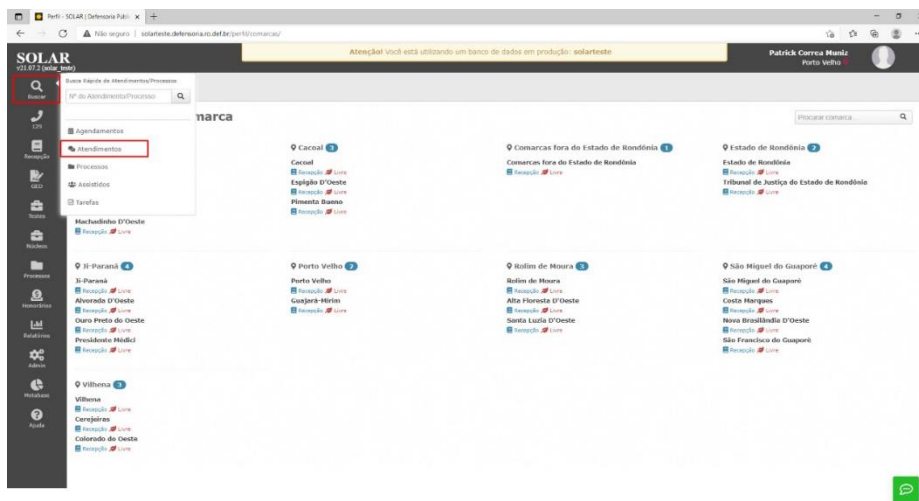 Perfil - SOLAR | Defensoria Públi
Não seguro | solarteste.defensoria.ro.def.br/perfil/comarcas/
SOLAR
v21.07.2 (solar_teste)
Atenção! Você está utilizando um banco de dados em produção: solarteste
Patrick Correa Muniz
Porto Velho
Buscar
129
Recepção
GED
Testes
Núcleos
Processos
Honorários
Relatórios
Admin
Metabase
Ajuda
Busca Rápida de Atendimentos/Processos
Nº do Atendimento/Processo
Agendamentos
Atendimentos
Processos
Assistidos
Tarefas
marca
Procurar comarca...
Machadinho D'Oeste
Recepção Livre
Cacoal 3
Cacoal
Recepção Livre
Espigão D'Oeste
Recepção Livre
Pimenta Bueno
Recepção Livre
Comarcas fora do Estado de Rondônia 1
Comarcas fora do Estado de Rondônia
Recepção Livre
Estado de Rondônia 2
Estado de Rondônia
Recepção Livre
Tribunal de Justiça do Estado de Rondônia
Recepção Livre
Ji-Paraná 4
Ji-Paraná
Recepção Livre
Alvorada D'Oeste
Recepção Livre
Ouro Preto do Oeste
Recepção Livre
Presidente Médici
Recepção Livre
Porto Velho 2
Porto Velho
Recepção Livre
Guajará-Mirim
Recepção Livre
Rolim de Moura 3
Rolim de Moura
Recepção Livre
Alta Floresta D'Oeste
Recepção Livre
Santa Luzia D'Oeste
Recepção Livre
São Miguel do Guaporé 4
São Miguel do Guaporé
Recepção Livre
Costa Marques
Recepção Livre
Nova Brasilândia D'Oeste
Recepção Livre
São Francisco do Guaporé
Recepção Livre
Vilhena 3
Vilhena
Recepção Livre
Cerejeiras
Recepção Livre
Colorado do Oeste
Recepção Livre